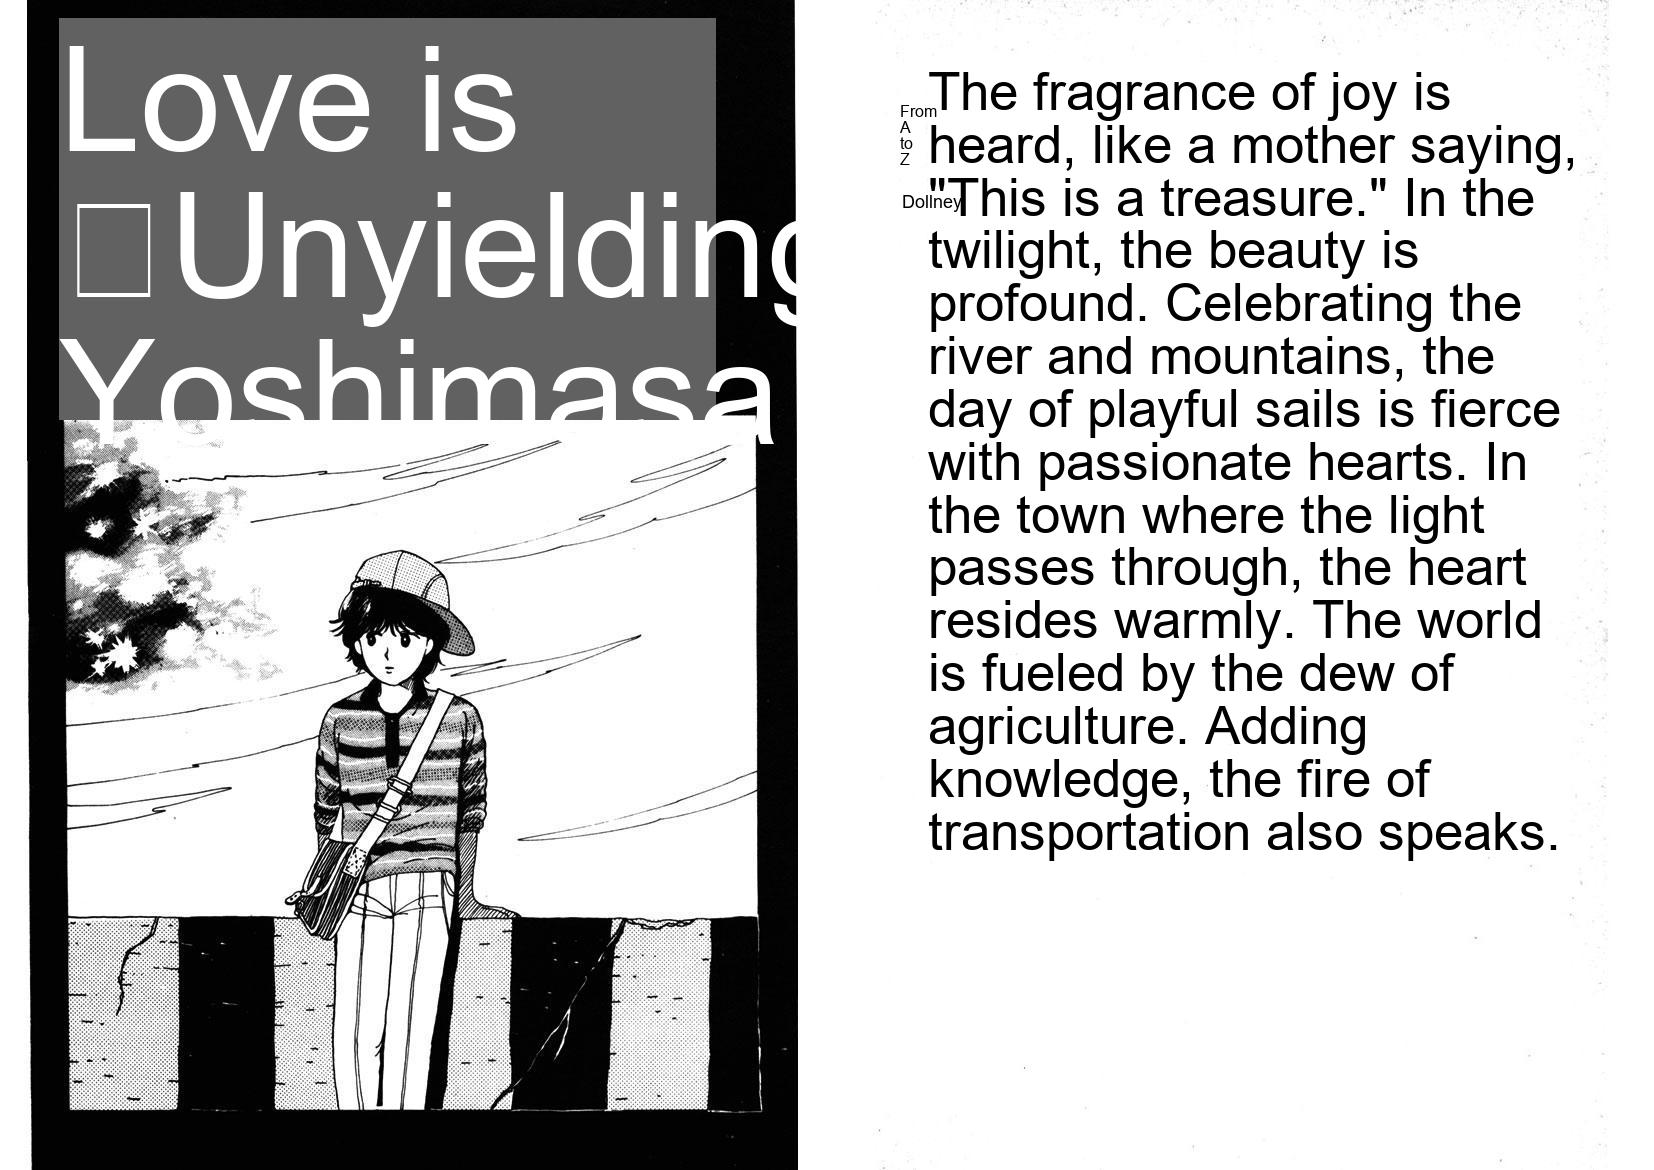 Love is
□Unyielding
Yoshimasa
From
A
to
Z
Dollney
The fragrance of joy is
heard, like a mother saying,
"This is a treasure." In the
twilight, the beauty is
profound. Celebrating the
river and mountains, the
day of playful sails is fierce
with passionate hearts. In
the town where the light
passes through, the heart
resides warmly. The world
is fueled by the dew of
agriculture. Adding
knowledge, the fire of
transportation also speaks.